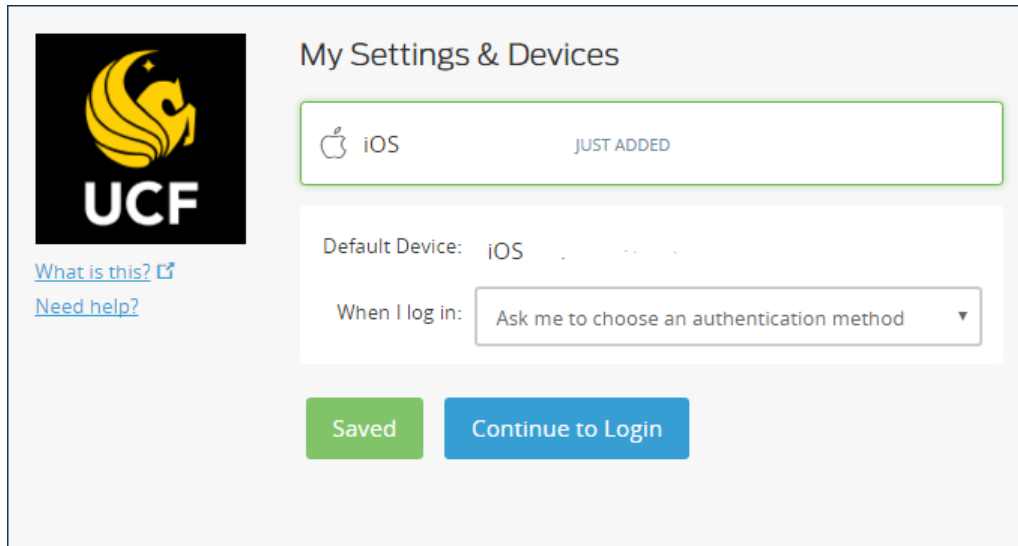 UCF
What is this?
Need help?
My Settings & Devices
iOS JUST ADDED
Default Device: iOS
When I log in: Ask me to choose an authentication method
Saved Continue to Login